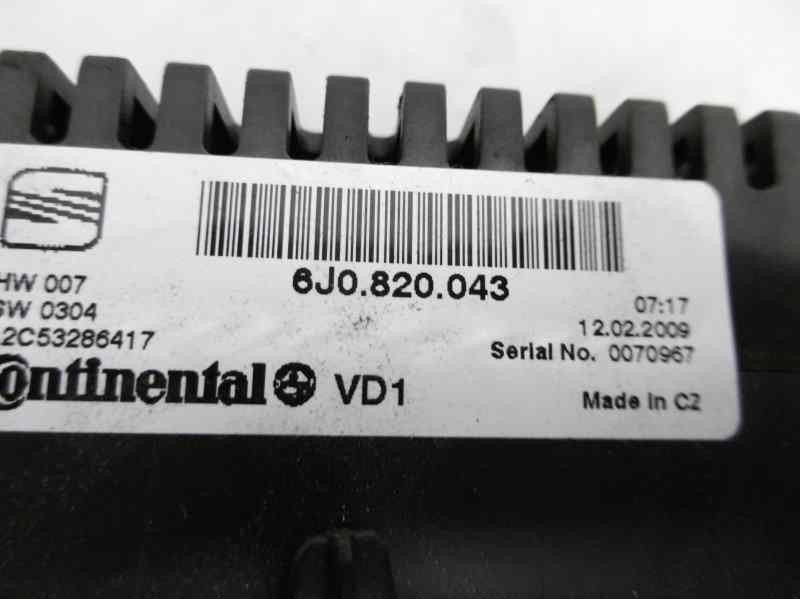 6J0.820.043
HW 007
SW 0304
2C53286417
07:17
12.02.2009
Serial No. 0070967
Continental VD1
Made in CZ